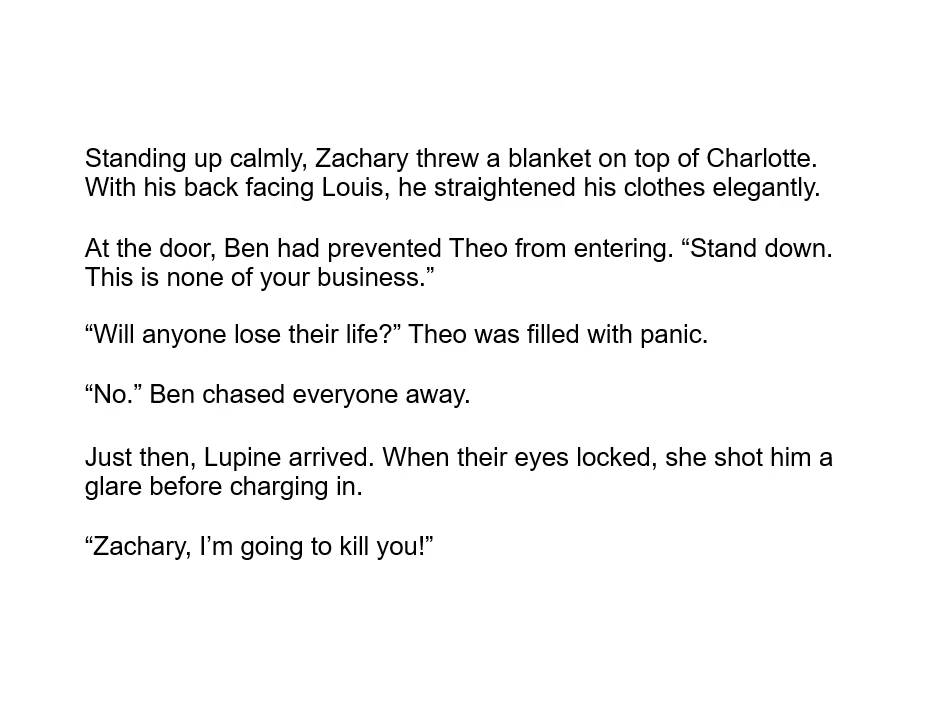 Standing up calmly, Zachary threw a blanket on top of Charlotte.
With his back facing Louis, he straightened his clothes elegantly.
At the door, Ben had prevented Theo from entering. “Stand down.
This is none of your business.”
“Will anyone lose their life?” Theo was filled with panic.
“No.” Ben chased everyone away.
Just then, Lupine arrived. When their eyes locked, she shot him a
glare before charging in.
“Zachary, I’m going to kill you!”